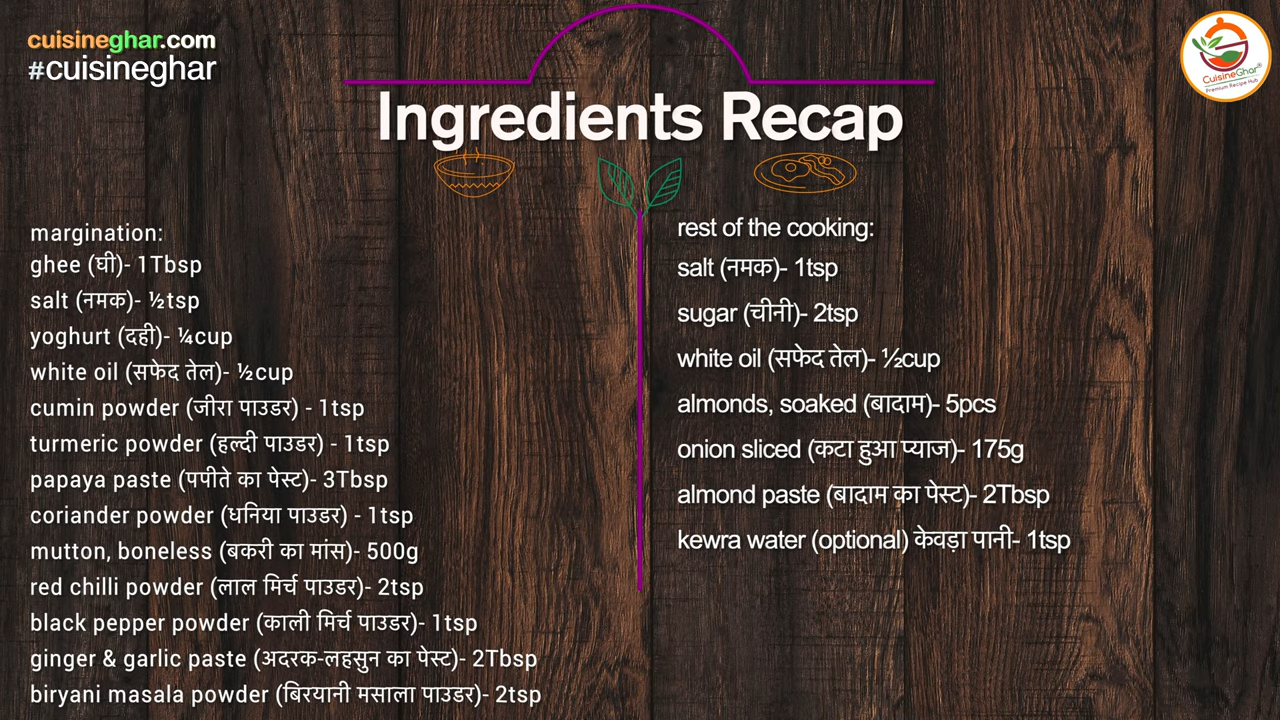 cuisineghar.com
#cuisineghar
CuisineGhar®
Premium Recipe Hub
Ingredients Recap
margination:
ghee (घी)- 1Tbsp
salt (नमक)- ½tsp
yoghurt (दही)- ¼cup
white oil (सफेद तेल)- ½cup
cumin powder (जीरा पाउडर) - 1tsp
turmeric powder (हल्दी पाउडर) - 1tsp
papaya paste (पपीते का पेस्ट)- 3Tbsp
coriander powder (धनिया पाउडर) - 1tsp
mutton, boneless (बकरी का मांस)- 500g
red chilli powder (लाल मिर्च पाउडर)- 2tsp
black pepper powder (काली मिर्च पाउडर)- 1tsp
ginger & garlic paste (अदरक-लहसुन का पेस्ट)- 2Tbsp
biryani masala powder (बिरयानी मसाला पाउडर)- 2tsp
rest of the cooking:
salt (नमक)- 1tsp
sugar (चीनी)- 2tsp
white oil (सफेद तेल)- ½cup
almonds, soaked (बादाम)- 5pcs
onion sliced (कटा हुआ प्याज)- 175g
almond paste (बादाम का पेस्ट)- 2Tbsp
kewra water (optional) केवड़ा पानी- 1tsp